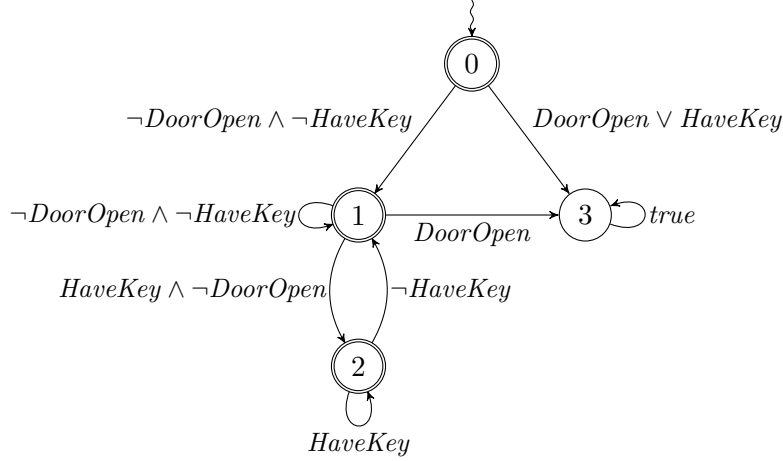 0
¬DoorOpen ∧ ¬HaveKey
DoorOpen ∨ HaveKey
¬DoorOpen ∧ ¬HaveKey
1
3
true
DoorOpen
HaveKey ∧ ¬DoorOpen
¬HaveKey
2
HaveKey